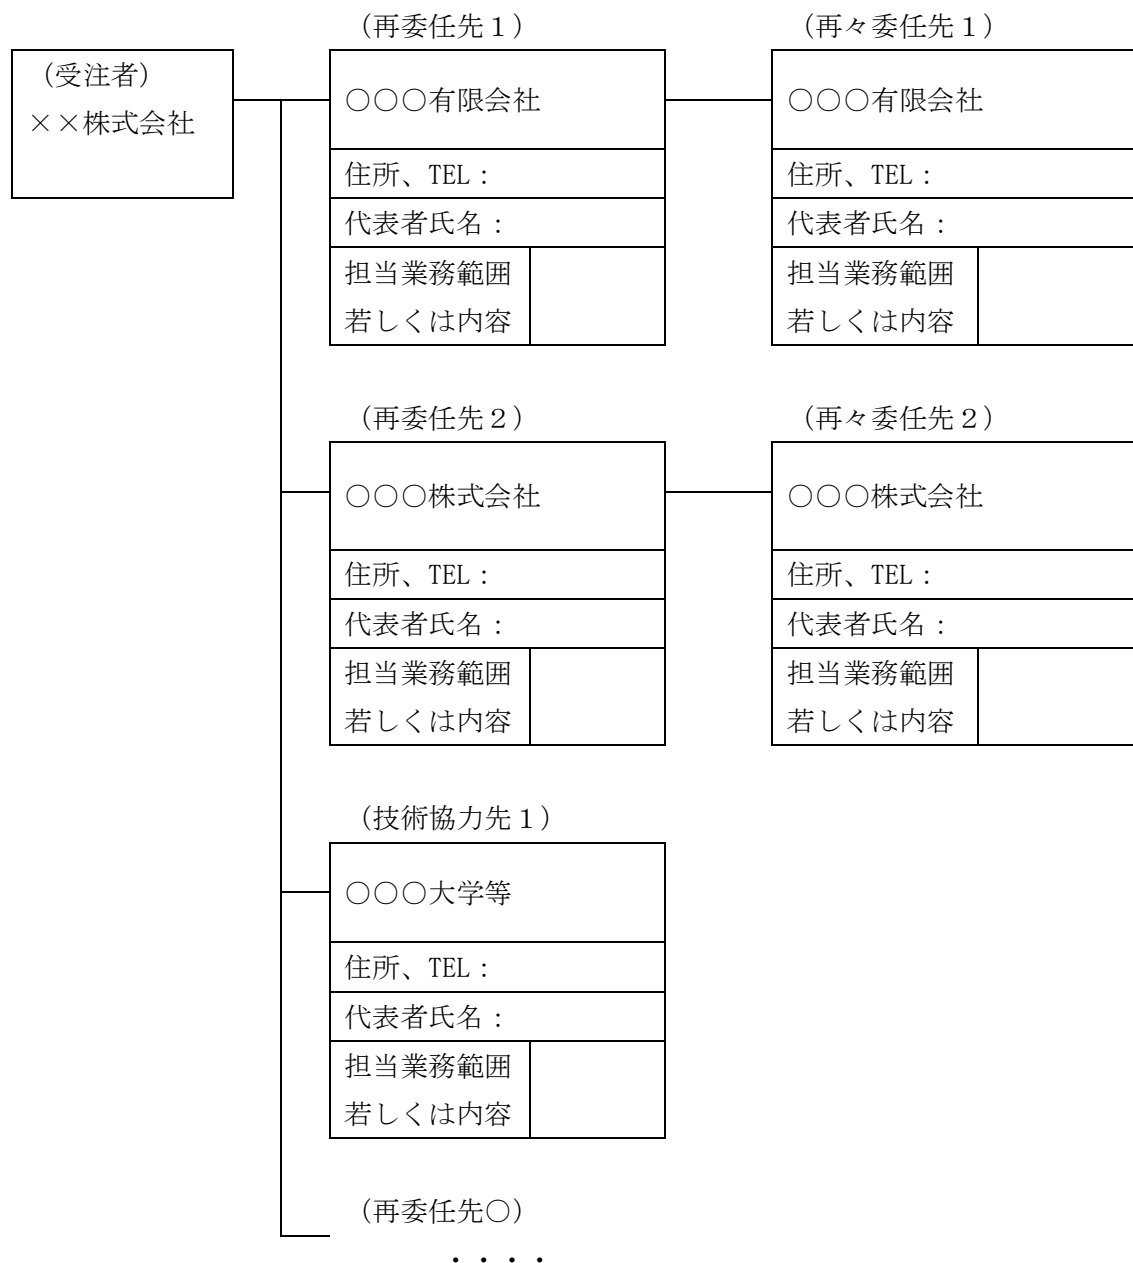 （受注者）
××株式会社
（再委任先１）
○○○有限会社
住所、TEL：
代表者氏名：
担当業務範囲
若しくは内容
（再々委任先１）
○○○有限会社
住所、TEL：
代表者氏名：
担当業務範囲
若しくは内容
（再委任先２）
○○○株式会社
住所、TEL：
代表者氏名：
担当業務範囲
若しくは内容
（再々委任先２）
○○○株式会社
住所、TEL：
代表者氏名：
担当業務範囲
若しくは内容
（技術協力先１）
○○○大学等
住所、TEL：
代表者氏名：
担当業務範囲
若しくは内容
（再委任先○）
・・・・